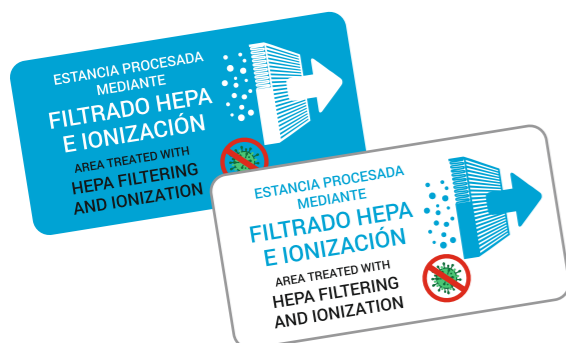 ESTANCIA PROCESADA
MEDIANTE
FILTRADO HEPA
E IONIZACIÓN
AREA TREATED WITH
HEPA FILTERING
AND IONIZATION
ESTANCIA PROCESADA
MEDIANTE
FILTRADO HEPA
E IONIZACIÓN
AREA TREATED WITH
HEPA FILTERING
AND IONIZATION